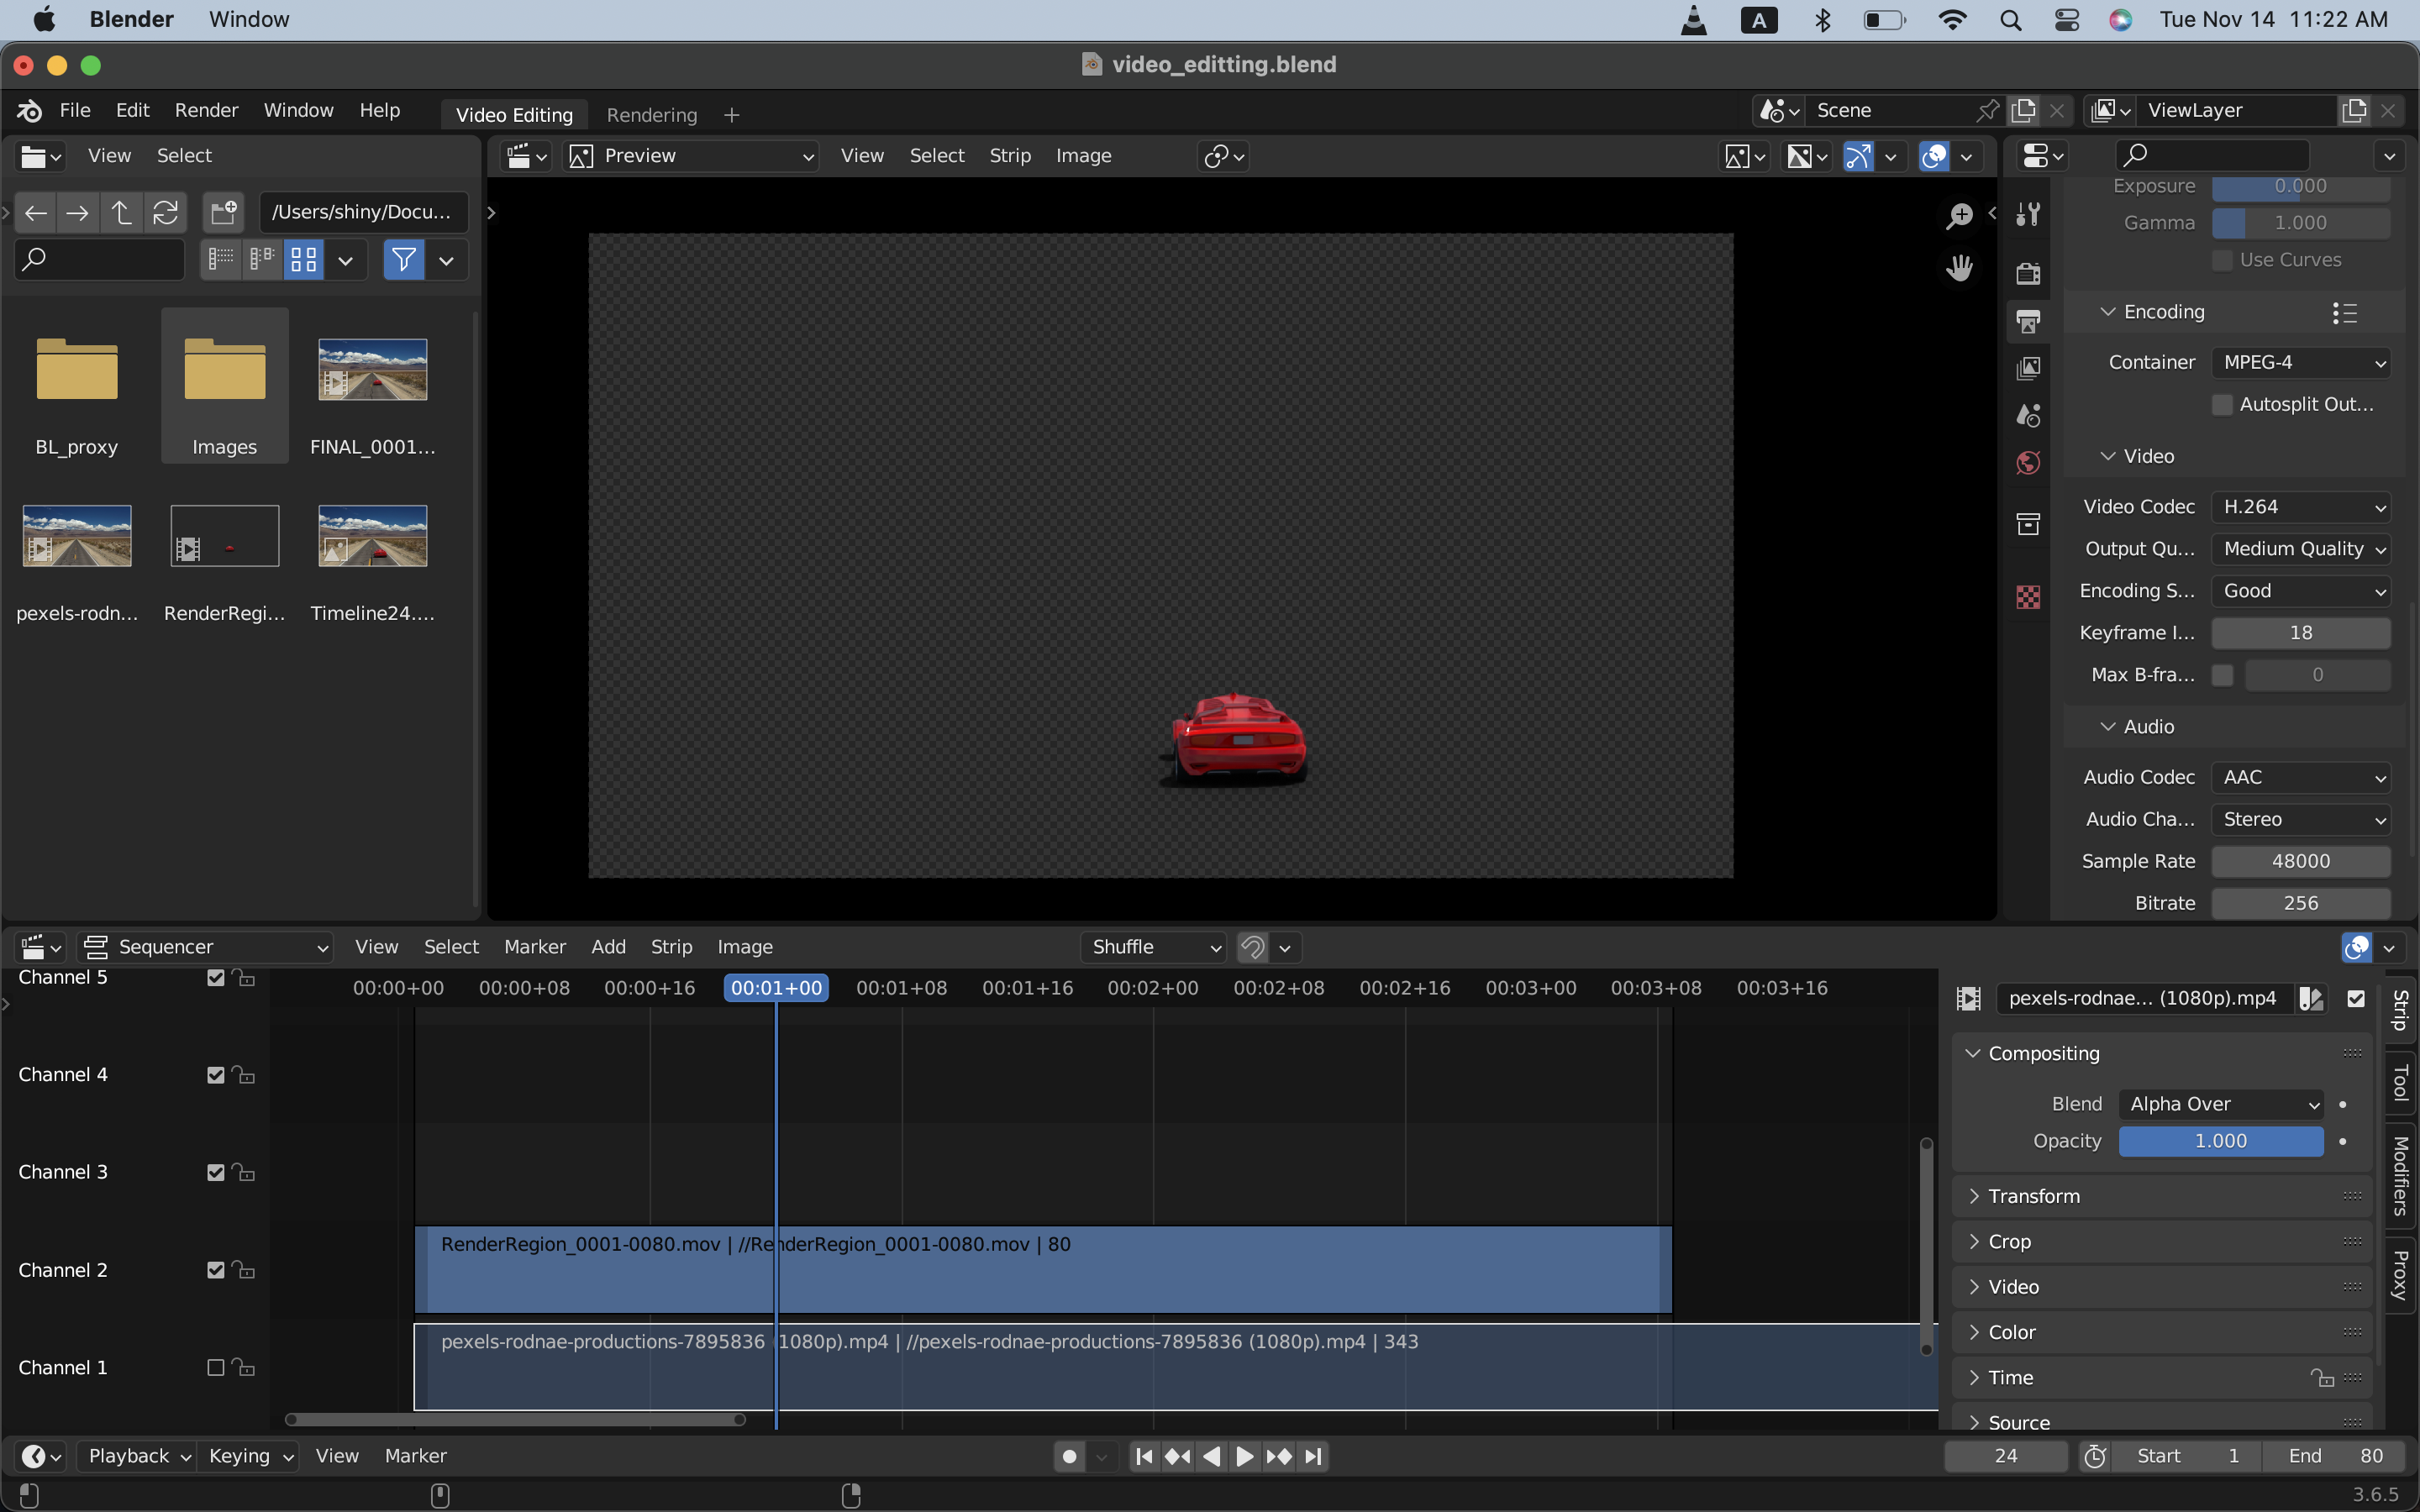 Blender Window A Tue Nov 14 11:22 AM
video_editting.blend
File Edit Render Window Help Video Editing Rendering + Scene ViewLayer
View Select Preview View Select Strip Image
/Users/shiny/Docu...
Exposure 0.000
Gamma 1.000
Use Curves
Encoding
Container MPEG-4
Autosplit Out...
Video
Video Codec H.264
Output Qu... Medium Quality
Encoding S... Good
Keyframe I... 18
Max B-fra... 0
Audio
Audio Codec AAC
Audio Cha... Stereo
Sample Rate 48000
Bitrate 256
BL_proxy Images FINAL_0001...
pexels-rodn... RenderRegi... Timeline24....
Sequencer View Select Marker Add Strip Image Shuffle
00:00+00 00:00+08 00:00+16 00:01+00 00:01+08 00:01+16 00:02+00 00:02+08 00:02+16 00:03+00 00:03+08 00:03+16
Channel 5
Channel 4
Channel 3
Channel 2
RenderRegion_0001-0080.mov | //RenderRegion_0001-0080.mov | 80
Channel 1
pexels-rodnae-productions-7895836 (1080p).mp4 | //pexels-rodnae-productions-7895836 (1080p).mp4 | 343
pexels-rodnae... (1080p).mp4
Compositing
Blend Alpha Over
Opacity 1.000
Transform
Crop
Video
Color
Time
Source
Strip
Tool
Modifiers
Proxy
Playback Keying View Marker 24 Start 1 End 80
3.6.5